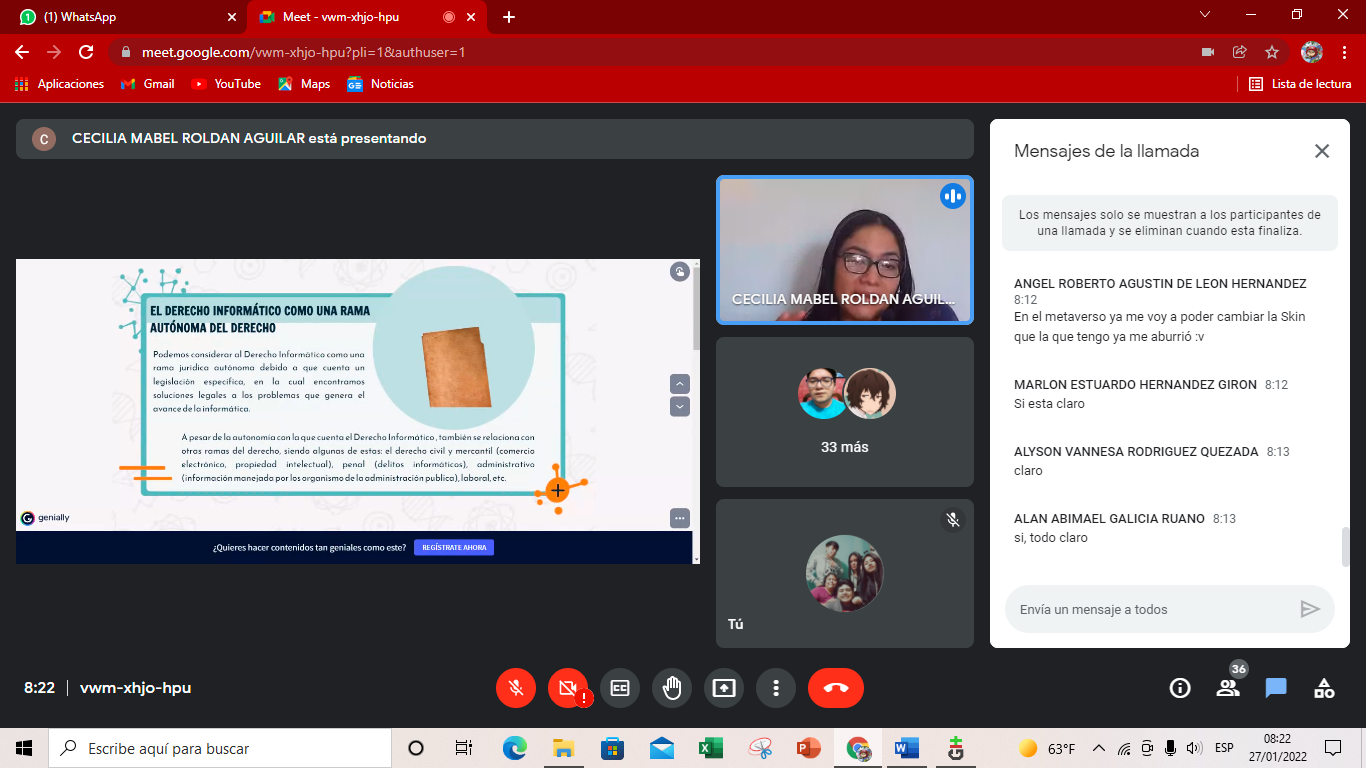 (1) WhatsApp
Meet - vwm-xhjo-hpu
meet.google.com/vwm-xhjo-hpu?pli=1&authuser=1
Aplicaciones
Gmail
YouTube
Maps
Noticias
Lista de lectura
C
CECILIA MABEL ROLDAN AGUILAR está presentando
EL DERECHO INFORMÁTICO COMO UNA RAMA
AUTÓNOMA DEL DERECHO
Podemos considerar al Derecho Informático como una
rama jurídica autónoma debido a que cuenta un
legislación específica, en la cual encontramos
soluciones legales a los problemas que genera el
avance de la informática.
A pesar de la autonomía con la que cuenta el Derecho Informático, también se relaciona con
otras ramas del derecho, siendo algunas de estas: el derecho civil y mercantil (comercio
electrónico, propiedad intelectual), penal (delitos informáticos), administrativo
(información manejada por los organismo de la administración publica), laboral, etc.
genially
¿Quieres hacer contenidos tan geniales como este?
REGÍSTRATE AHORA
CECILIA MABEL ROLDAN AGUIL...
33 más
Tú
Mensajes de la llamada
Los mensajes solo se muestran a los participantes de
una llamada y se eliminan cuando esta finaliza.
ANGEL ROBERTO AGUSTIN DE LEON HERNANDEZ
8:12
En el metaverso ya me voy a poder cambiar la Skin
que la que tengo ya me aburrió :v
MARLON ESTUARDO HERNANDEZ GIRON 8:12
Si esta claro
ALYSON VANNESA RODRIGUEZ QUEZADA 8:13
claro
ALAN ABIMAEL GALICIA RUANO 8:13
si, todo claro
Envía un mensaje a todos
8:22 | vwm-xhjo-hpu
36
Escribe aquí para buscar
63°F
ESP
08:22
27/01/2022